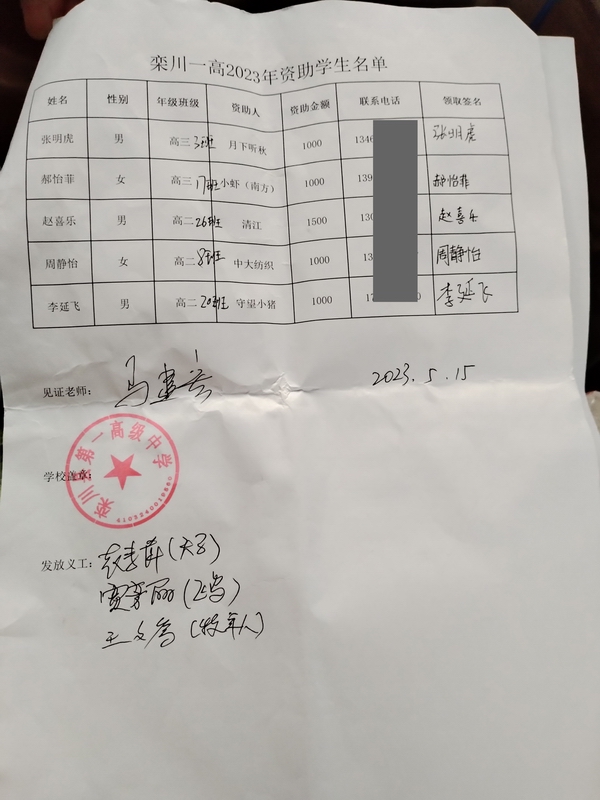 栾川一高2023年资助学生名单
姓名 性别 年级班级 资助人 资助金额 联系电话 领取签名
张明虎 男 高三3班 月下听秋 1000 1346 张明虎
郝怡菲 女 高三17班 小虾（南方） 1000 139 郝怡菲
赵喜乐 男 高二26班 清江 1500 130 赵喜乐
周静怡 女 高二8班 中大纺织 1000 13 周静怡
李延飞 男 高二20班 守望小猪 1000 17 0 李延飞
见证老师： 2023.5.15
栾川县第一高级中学
学校盖章：
发放义工：
(牧羊人)